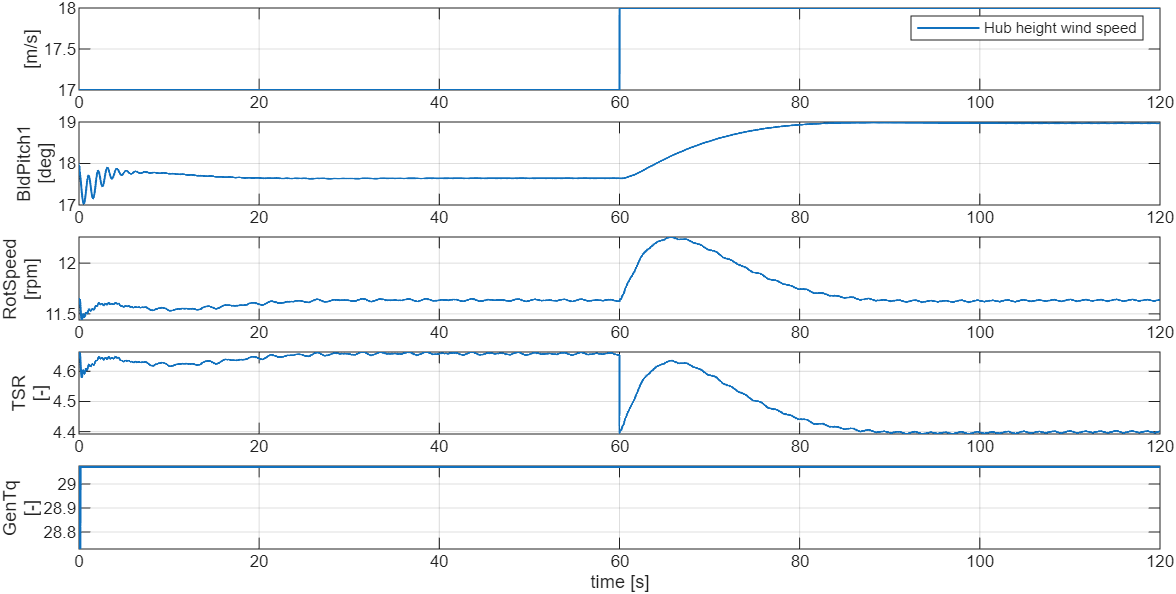 18
17.5
17
[m/s]
Hub height wind speed
0 20 40 60 80 100 120
19
18
17
BldPitch1
[deg]
0 20 40 60 80 100 120
12
11.5
RotSpeed
[rpm]
0 20 40 60 80 100 120
4.6
4.5
4.4
TSR
[-]
0 20 40 60 80 100 120
29
28.9
28.8
GenTq
[-]
0 20 40 60 80 100 120
time [s]